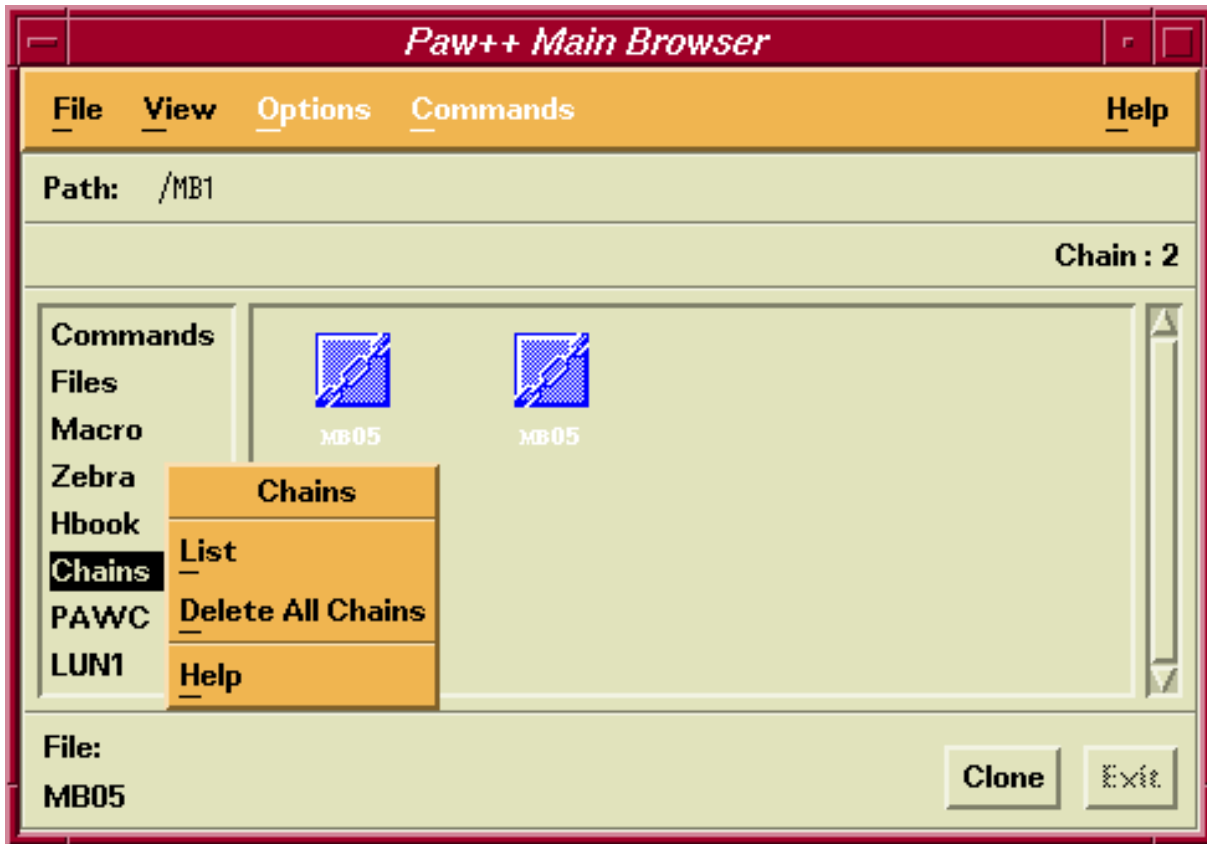 Paw++ Main Browser
File View Options Commands Help
Path: /MB1
Chain : 2
Commands
Files
Macro
Zebra
Hbook
Chains
PAWC
LUN1
MB05 MB05
Chains
List
Delete All Chains
Help
File:
MB05
Clone Exit